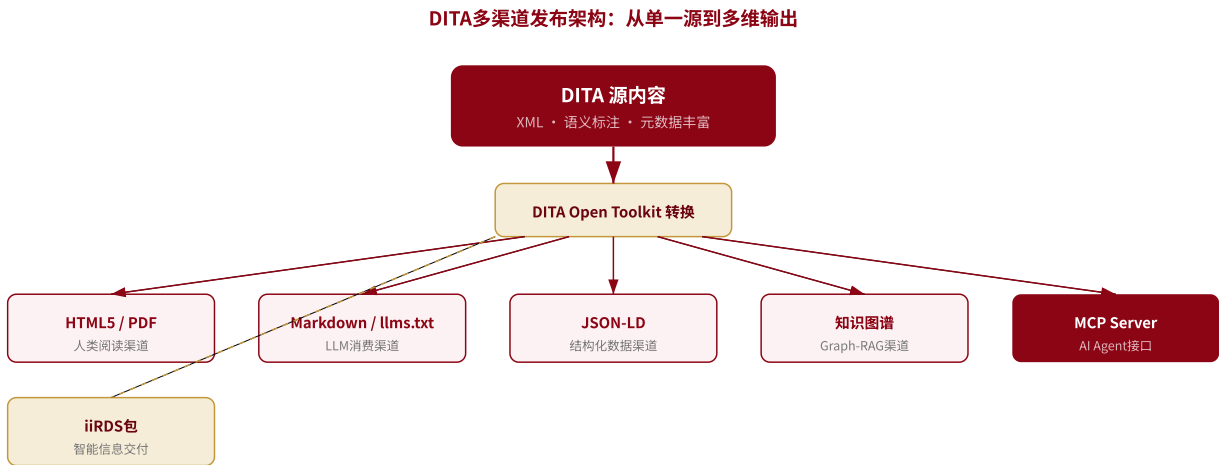 DITA多渠道发布架构：从单一源到多维输出
DITA 源内容
XML · 语义标注 · 元数据丰富
DITA Open Toolkit 转换
HTML5 / PDF
人类阅读渠道
Markdown / llms.txt
LLM消费渠道
JSON-LD
结构化数据渠道
知识图谱
Graph-RAG渠道
MCP Server
AI Agent接口
iiRDS包
智能信息交付